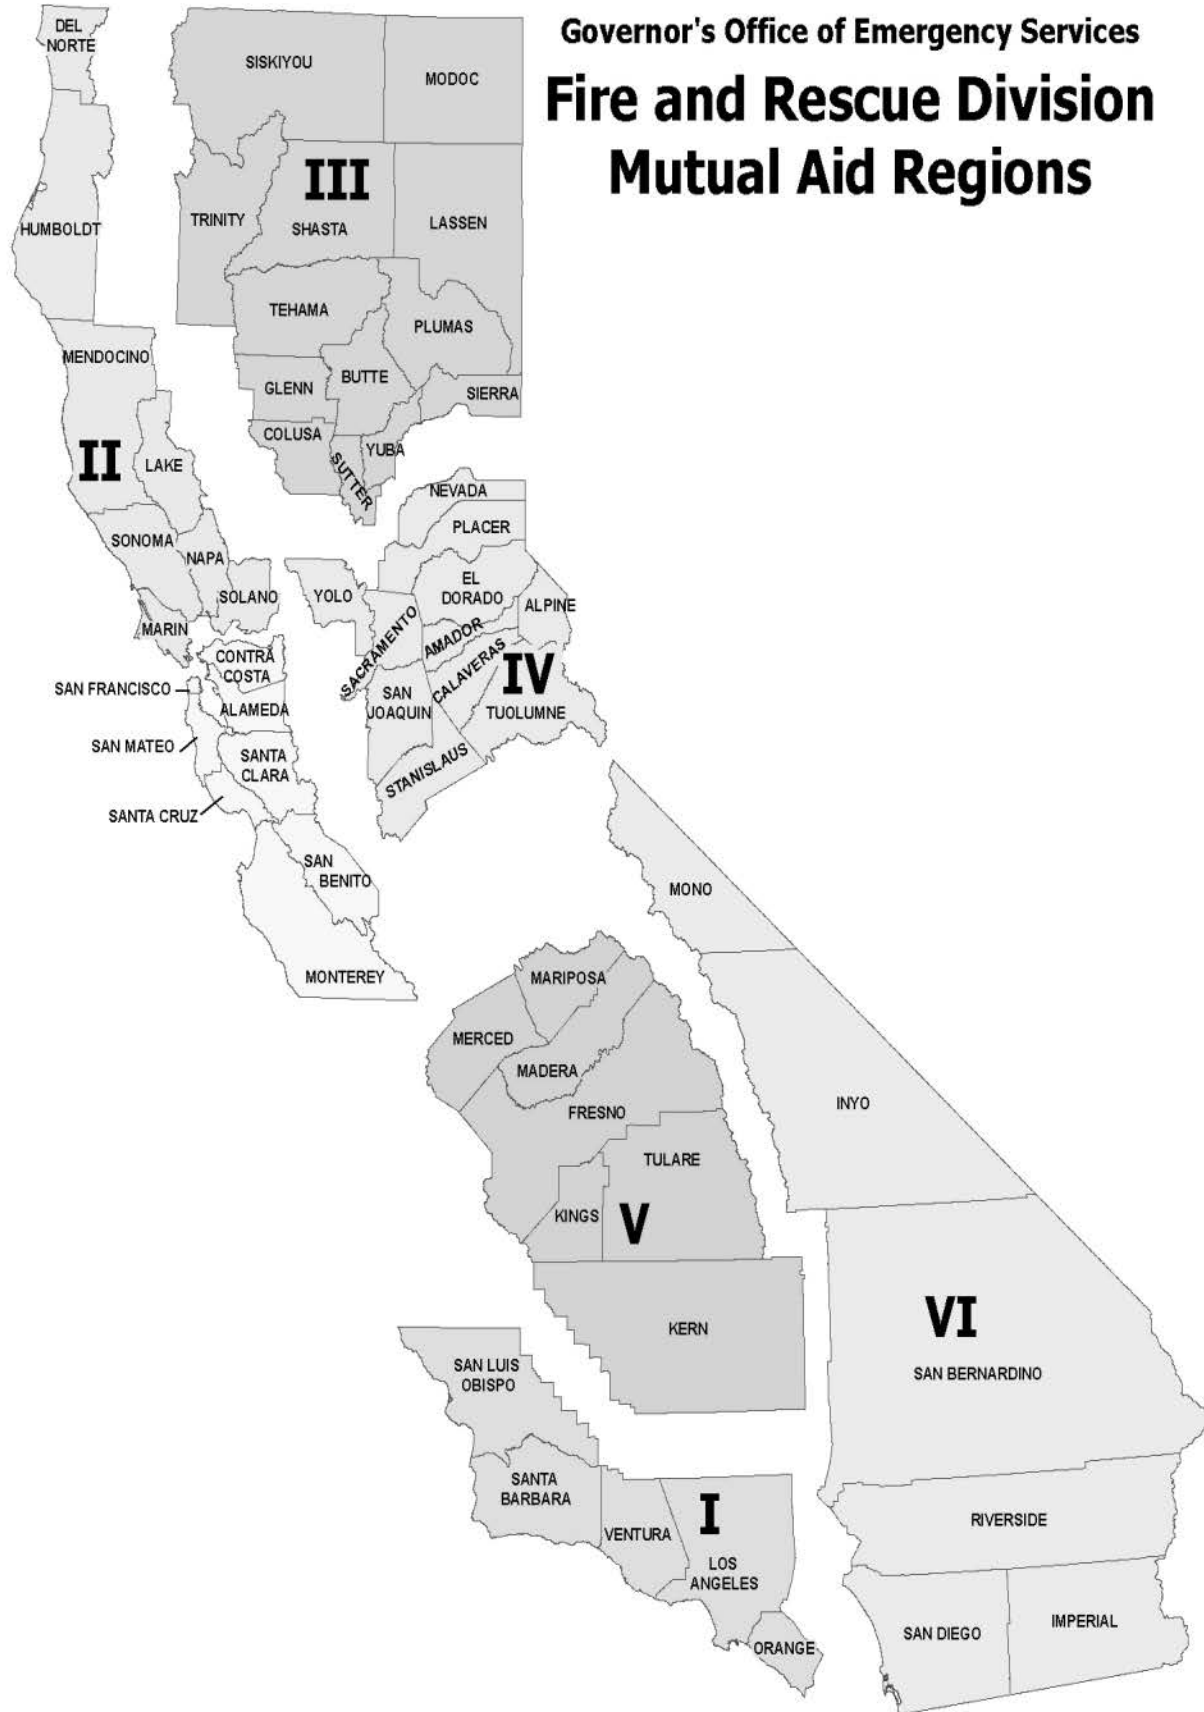 Governor's Office of Emergency Services
Fire and Rescue Division
Mutual Aid Regions
DEL
NORTE
HUMBOLDT
MENDOCINO
II
LAKE
SONOMA
NAPA
SOLANO
MARIN
CONTRA
COSTA
SAN FRANCISCO
ALAMEDA
SAN MATEO
SANTA
CLARA
SANTA CRUZ
SAN
BENITO
MONTEREY
SISKIYOU
MODOC
III
TRINITY
SHASTA
LASSEN
TEHAMA
PLUMAS
GLENN
BUTTE
SIERRA
COLUSA
YUBA
SUTTER
NEVADA
PLACER
YOLO
EL
DORADO
ALPINE
SACRAMENTO
AMADOR
CALAVERAS
IV
SAN
JOAQUIN
TUOLUMNE
STANISLAUS
MARIPOSA
MERCED
MADERA
FRESNO
TULARE
KINGS
V
KERN
MONO
INYO
VI
SAN BERNARDINO
RIVERSIDE
SAN DIEGO
IMPERIAL
SAN LUIS
OBISPO
SANTA
BARBARA
VENTURA
I
LOS
ANGELES
ORANGE